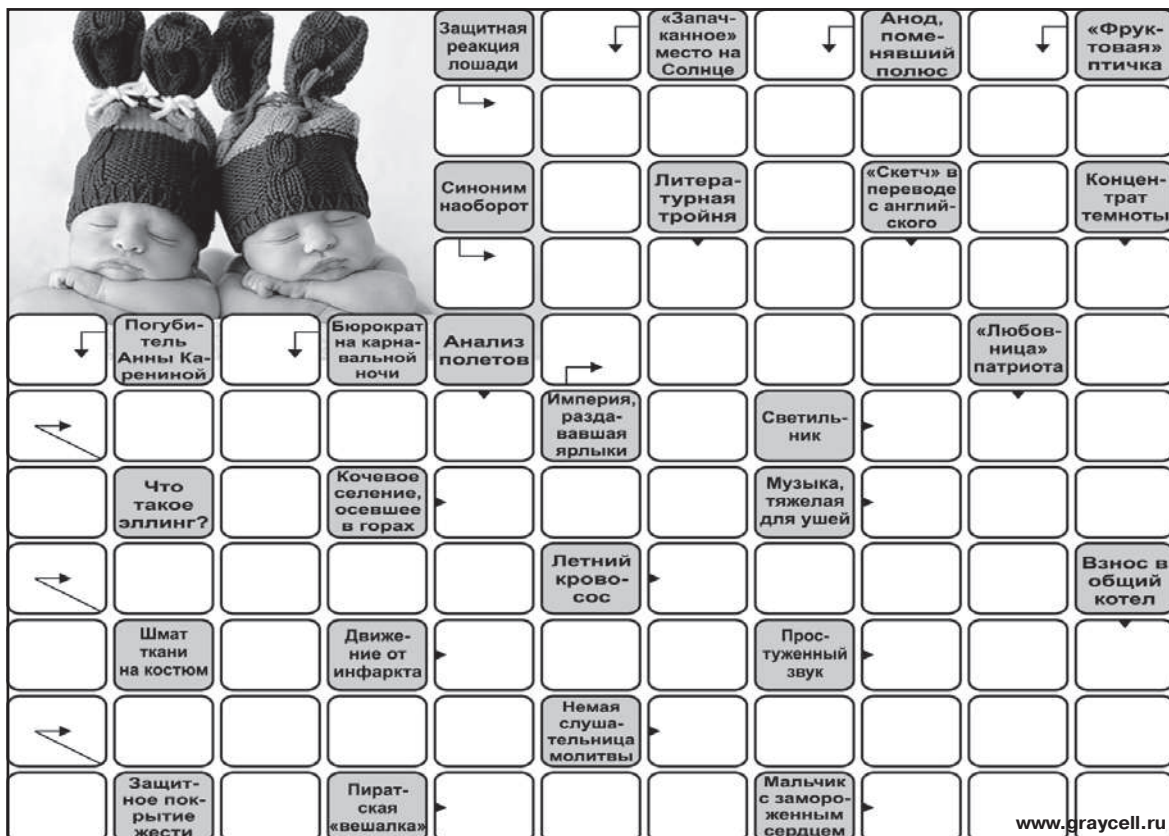 Защитная
реакция
лошади
«Запач-
канное»
место на
Солнце
Анод,
поме-
нявший
полюс
«Фрук-
товая»
птичка
Синоним
наоборот
Литера-
турная
тройня
«Скетч» в
переводе
с англий-
ского
Концен-
трат
темноты
Погуби-
тель
Анны Ка-
рениной
Бюрократ
на карна-
вальной
ночи
Анализ
полетов
«Любов-
ница»
патриота
Империя,
разда-
вавшая
ярлыки
Светиль-
ник
Что
такое
эллинг?
Кочевое
селение,
осевшее
в горах
Музыка,
тяжелая
для ушей
Летний
крово-
сос
Взнос в
общий
котел
Шмат
ткани
на костюм
Движе-
ние от
инфаркта
Прос-
туженный
звук
Немая
слуша-
тельница
молитвы
Защит-
ное пок-
рытие
жести
Пират-
ская
«вешалка»
Мальчик
с заморо-
женным
сердцем
www.graycell.ru